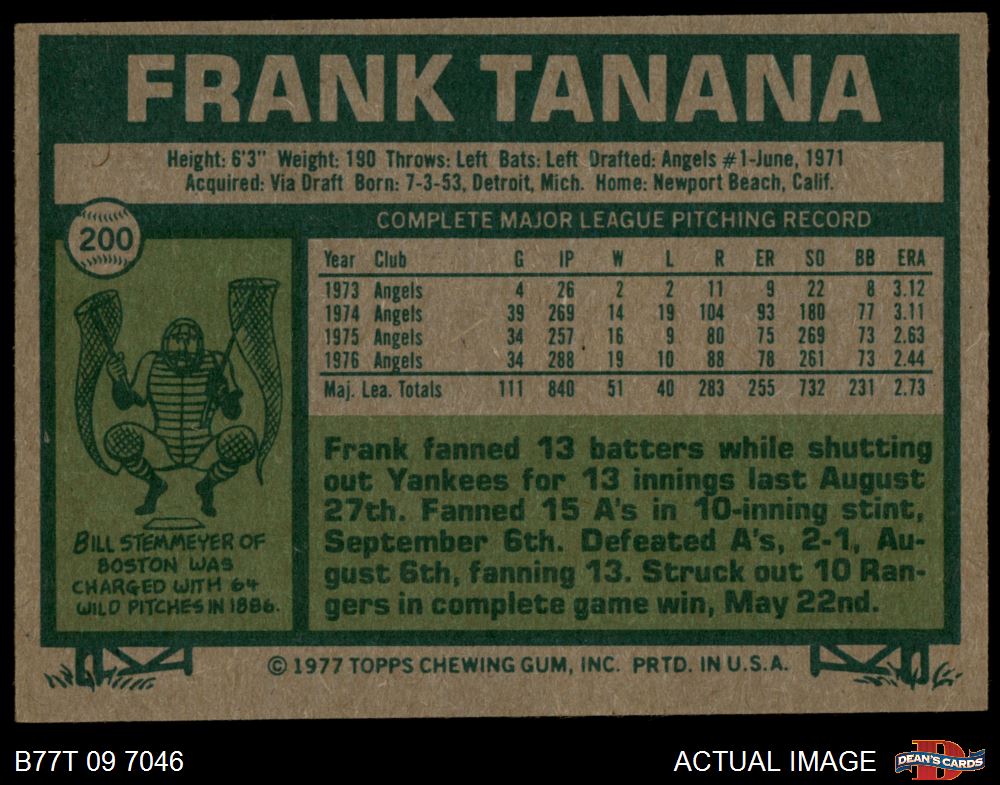 FRANK TANANA
Height: 6'3" Weight: 190 Throws: Left Bats: Left Drafted: Angels #1-June, 1971
Acquired: Via Draft Born: 7-3-53, Detroit, Mich. Home: Newport Beach, Calif.
200
COMPLETE MAJOR LEAGUE PITCHING RECORD
Year Club G IP W L R ER SO BB ERA
1973 Angels 4 26 2 2 11 9 22 8 3.12
1974 Angels 39 269 14 19 104 93 180 77 3.11
1975 Angels 34 257 16 9 80 75 269 73 2.63
1976 Angels 34 288 19 10 88 78 261 73 2.44
Maj. Lea. Totals 111 840 51 40 283 255 732 231 2.73
BILL STEMMEYER OF
BOSTON WAS
CHARGED WITH 64
WILD PITCHES IN 1886.
Frank fanned 13 batters while shutting
out Yankees for 13 innings last August
27th. Fanned 15 A's in 10-inning stint,
September 6th. Defeated A's, 2-1, Au-
gust 6th, fanning 13. Struck out 10 Ran-
gers in complete game win, May 22nd.
© 1977 TOPPS CHEWING GUM, INC. PRTD. IN U.S.A.
B77T 09 7046
ACTUAL IMAGE
D
DEAN'S CARDS